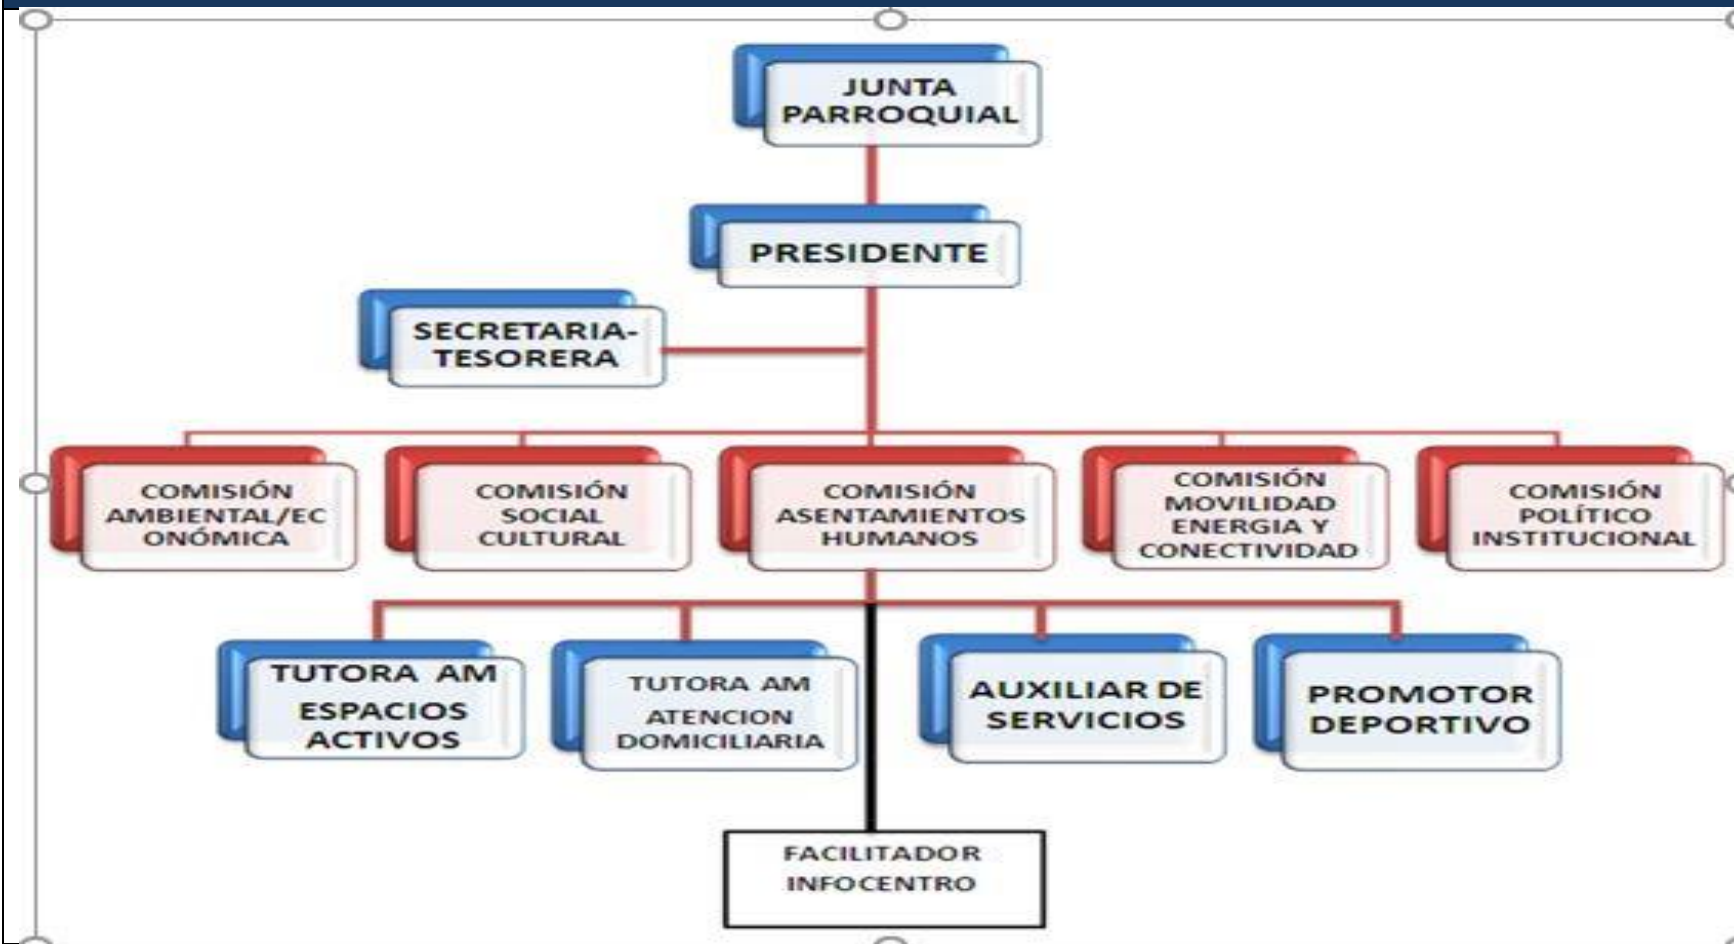 JUNTA
PARROQUIAL
PRESIDENTE
SECRETARIA-
TESORERA
COMISIÓN
AMBIENTAL/EC
ONÓMICA
COMISIÓN
SOCIAL
CULTURAL
COMISIÓN
ASENTAMIENTOS
HUMANOS
COMISIÓN
MOVILIDAD
ENERGIA Y
CONECTIVIDAD
COMISIÓN
POLÍTICO
INSTITUCIONAL
TUTORA AM
ESPACIOS
ACTIVOS
TUTORA AM
ATENCION
DOMICILIARIA
AUXILIAR DE
SERVICIOS
PROMOTOR
DEPORTIVO
FACILITADOR
INFOCENTRO